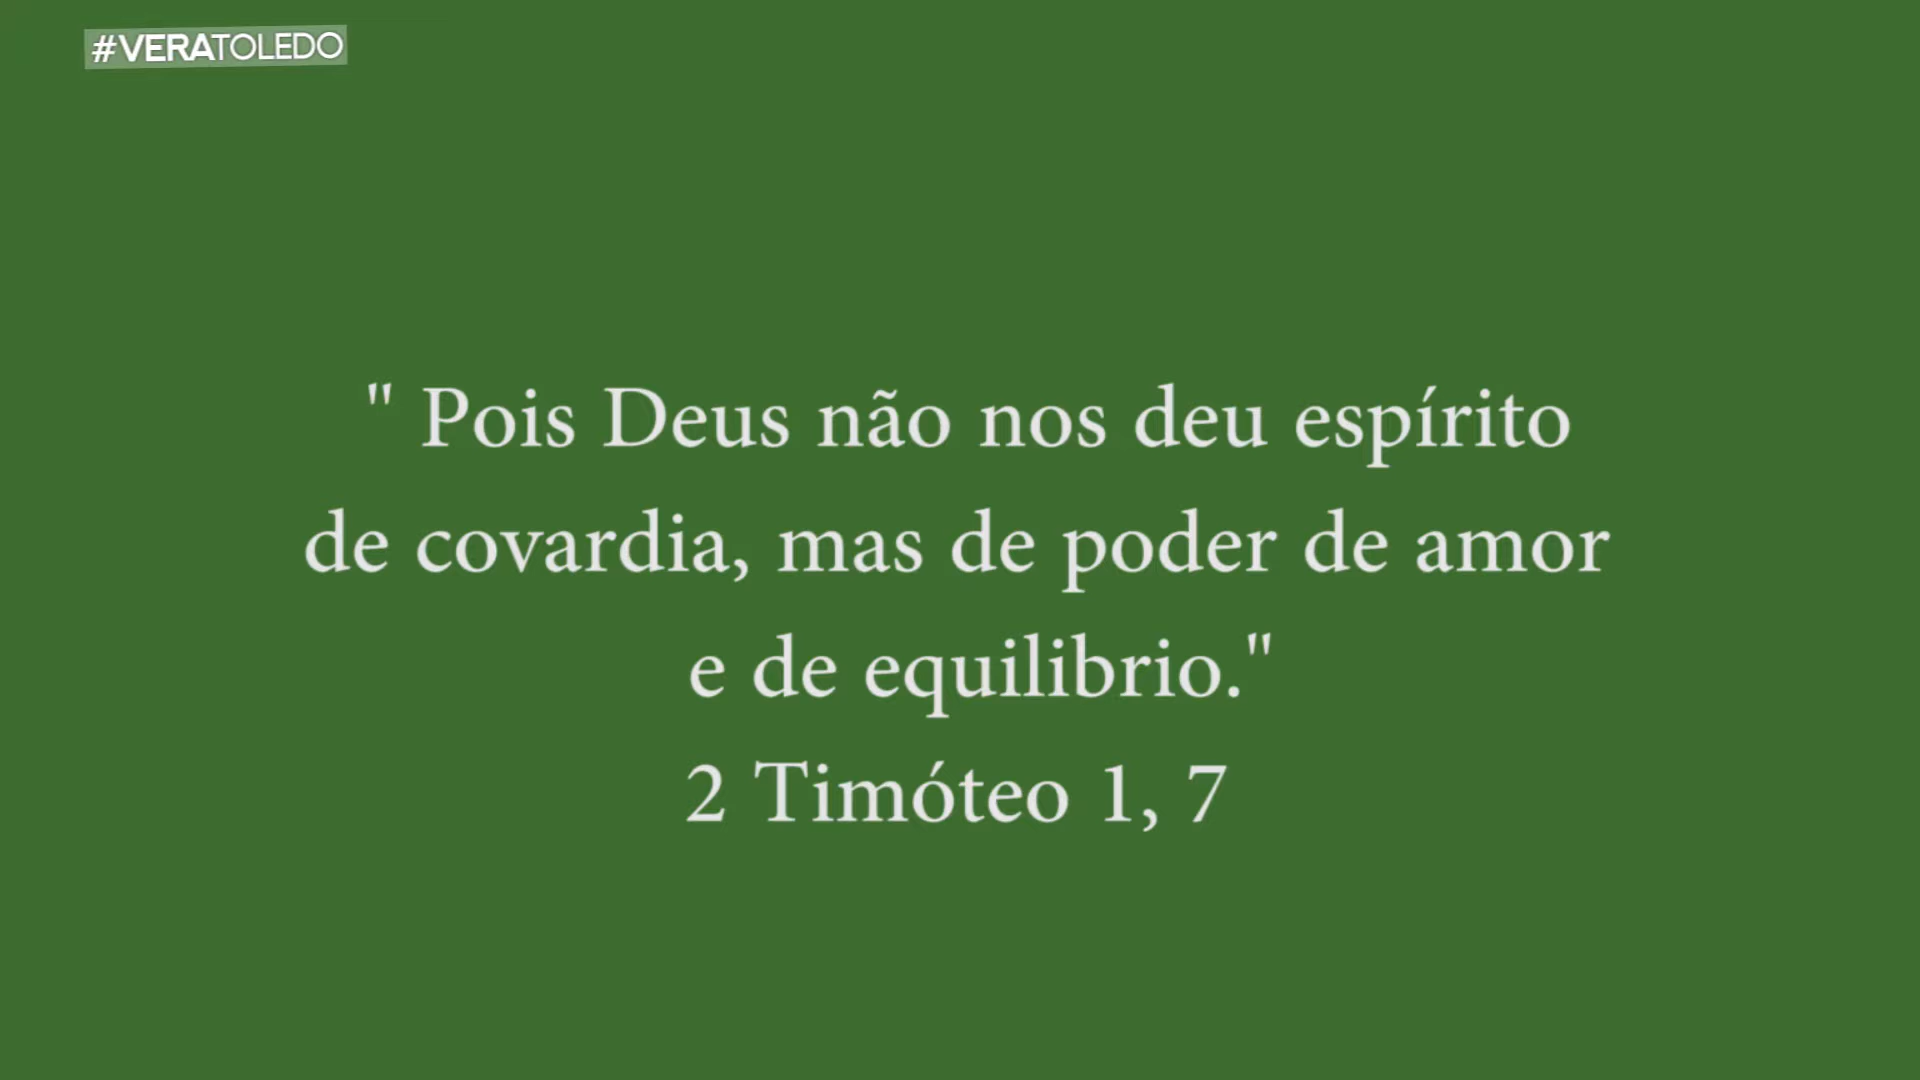 #VERATOLEDO
" Pois Deus não nos deu espírito
de covardia, mas de poder de amor
e de equilibrio."
2 Timóteo 1, 7